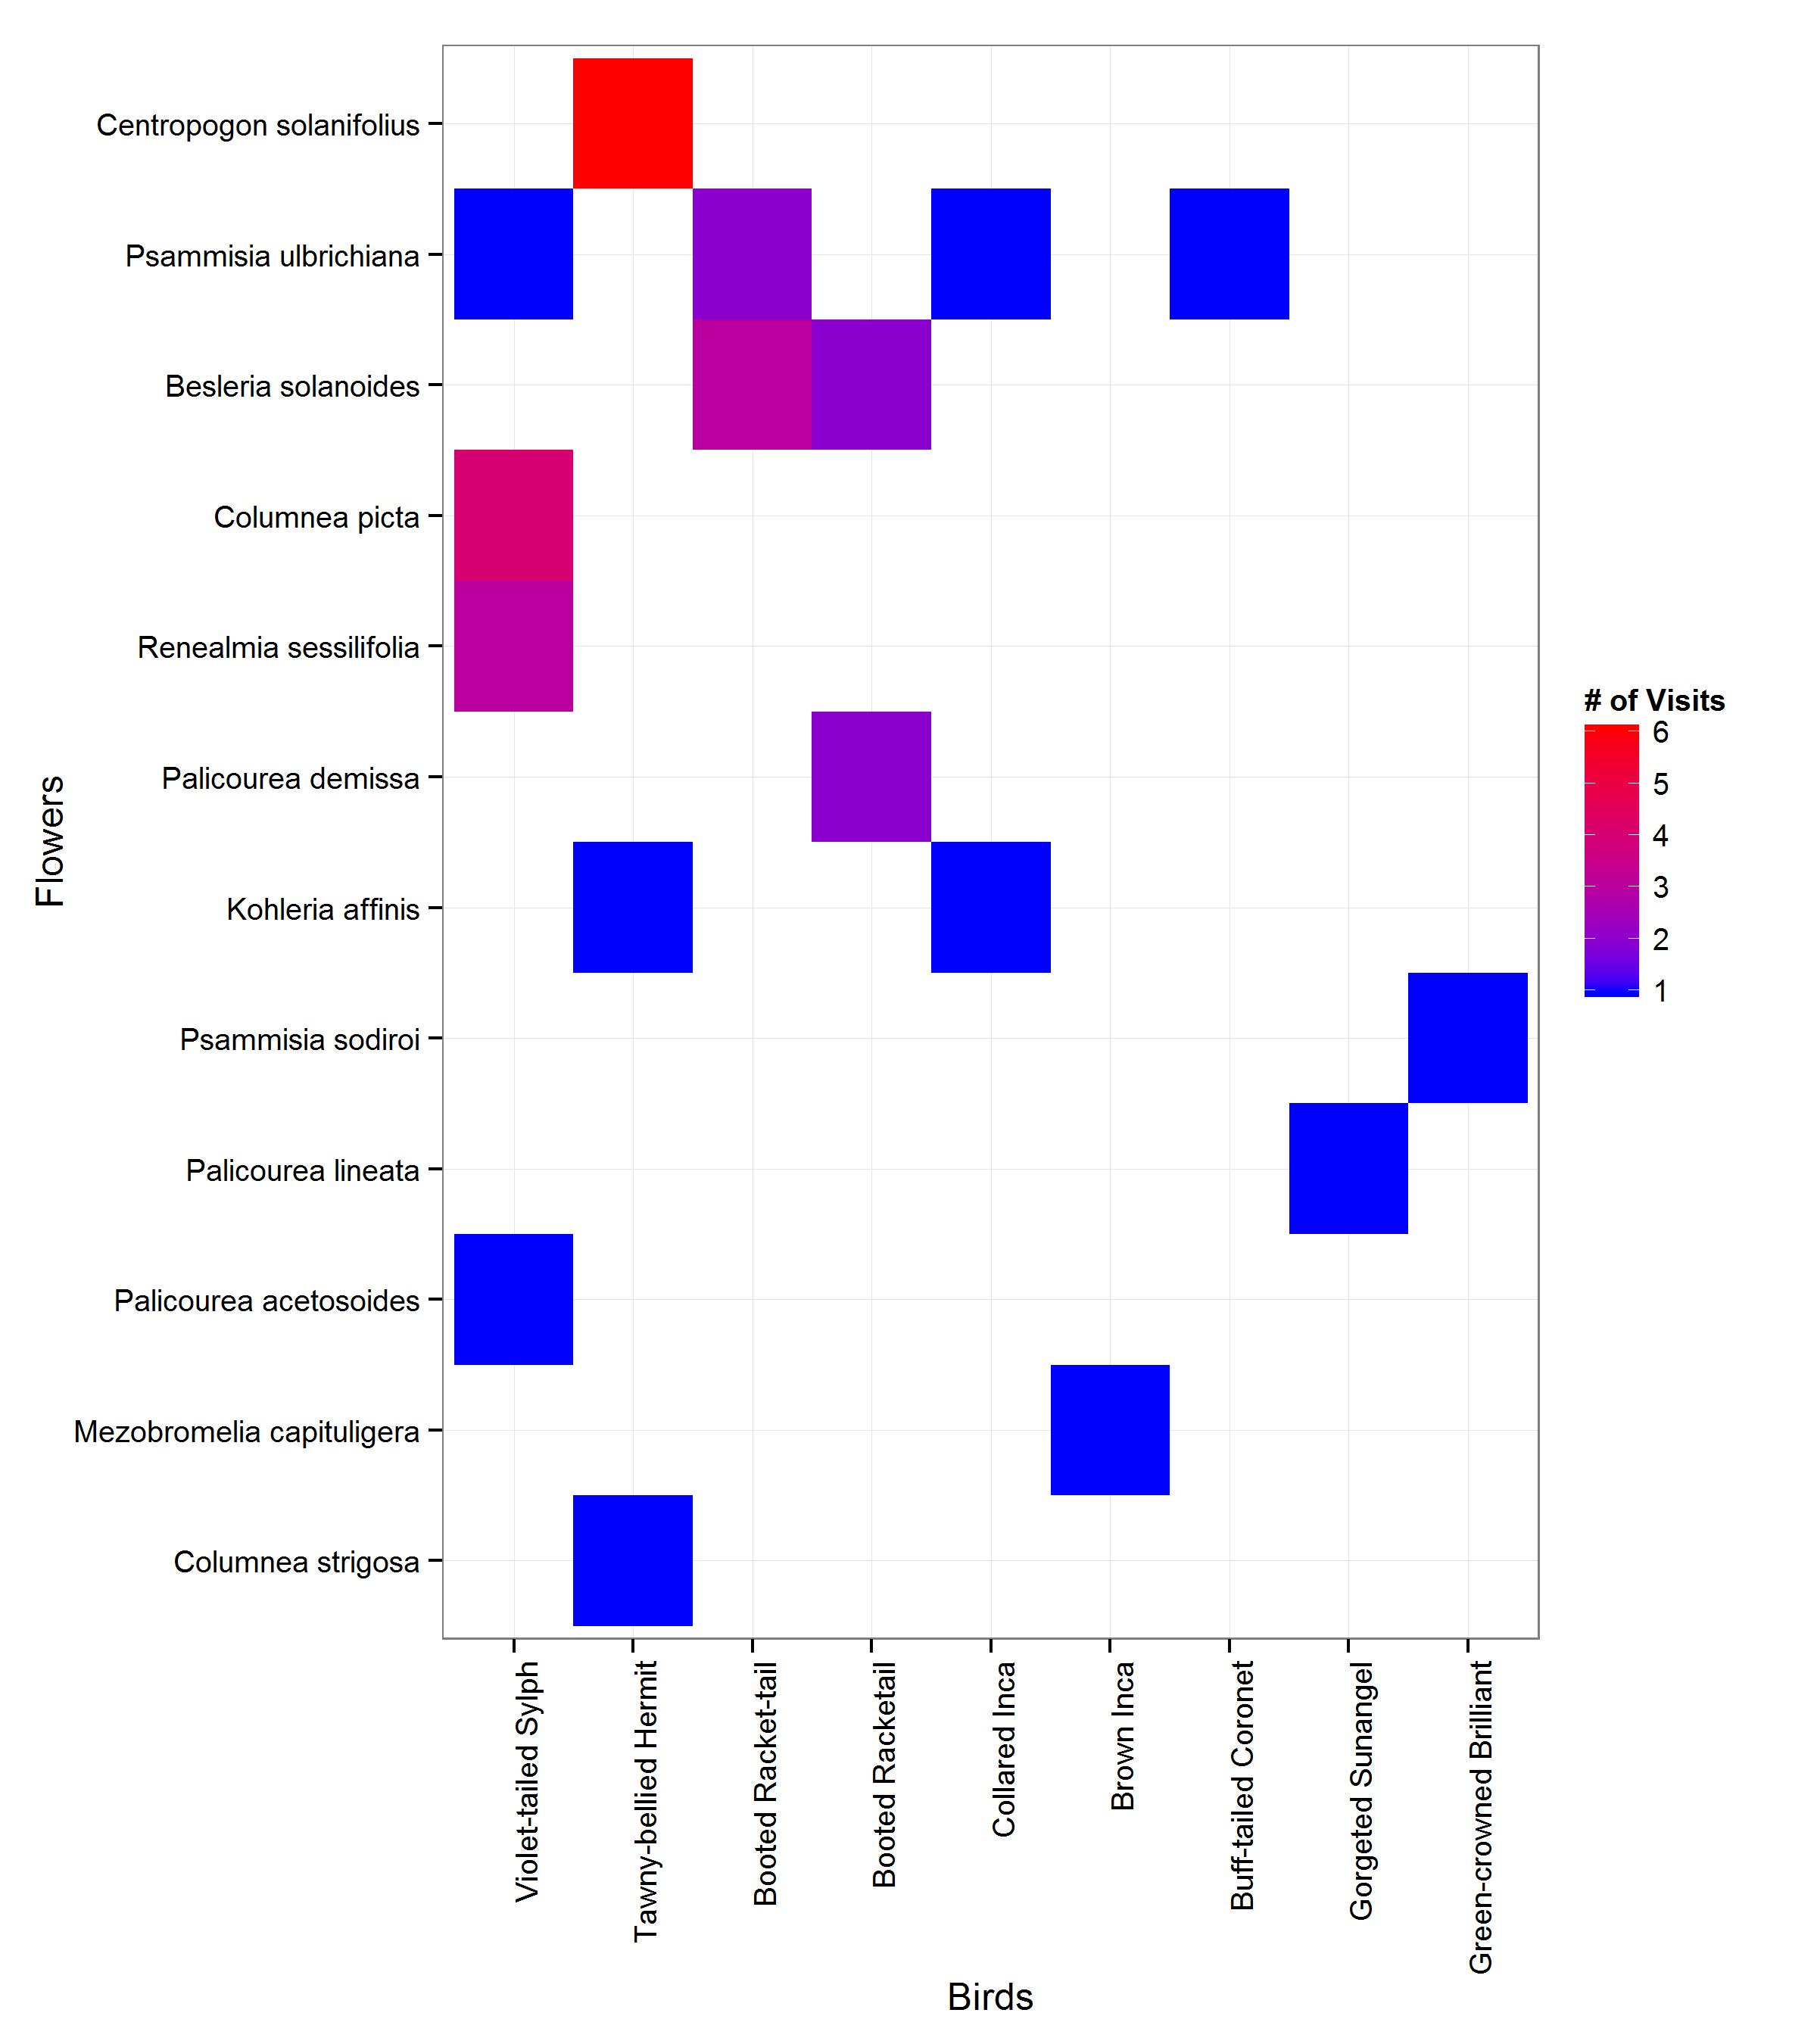 Centropogon solanifolius
Psammisia ulbrichiana
Besleria solanoides
Columnea picta
Renealmia sessilifolia
Palicourea demissa
Kohleria affinis
Psammisia sodiroi
Palicourea lineata
Palicourea acetosoides
Mezobromelia capituligera
Columnea strigosa
Flowers
Violet-tailed Sylph
Tawny-bellied Hermit
Booted Racket-tail
Booted Racketail
Collared Inca
Brown Inca
Buff-tailed Coronet
Gorgeted Sunangel
Green-crowned Brilliant
Birds
# of Visits
6
5
4
3
2
1